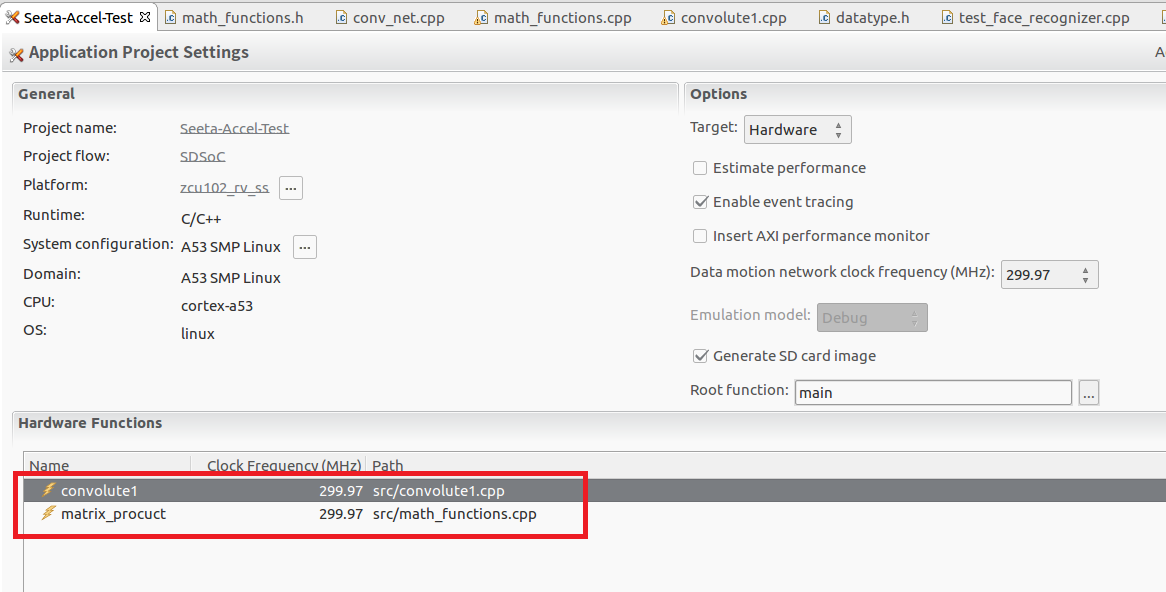 Seeta-Accel-Test math_functions.h conv_net.cpp math_functions.cpp convolute1.cpp datatype.h test_face_recognizer.cpp
Application Project Settings
General
Project name: Seeta-Accel-Test
Project flow: SDSoC
Platform: zcu102_rv_ss ...
Runtime: C/C++
System configuration: A53 SMP Linux ...
Domain: A53 SMP Linux
CPU: cortex-a53
OS: linux
Options
Target: Hardware
Estimate performance
Enable event tracing
Insert AXI performance monitor
Data motion network clock frequency (MHz): 299.97
Emulation model: Debug
Generate SD card image
Root function: main ...
Hardware Functions
Name Clock Frequency (MHz) Path
convolute1 299.97 src/convolute1.cpp
matrix_procuct 299.97 src/math_functions.cpp